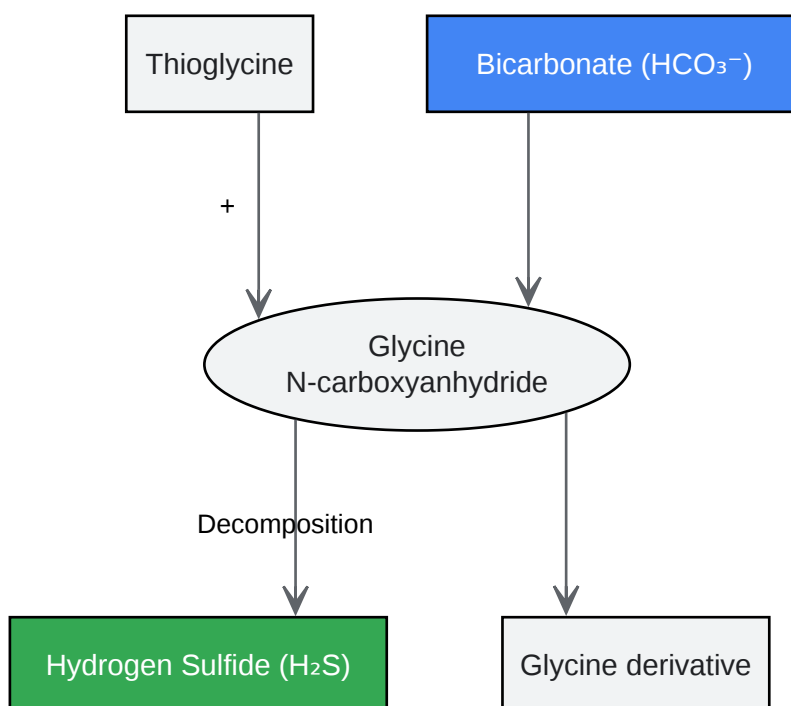 Thioglycine
Bicarbonate (HCO₃⁻)
+
Glycine
N-carboxyanhydride
Decomposition
Hydrogen Sulfide (H₂S)
Glycine derivative